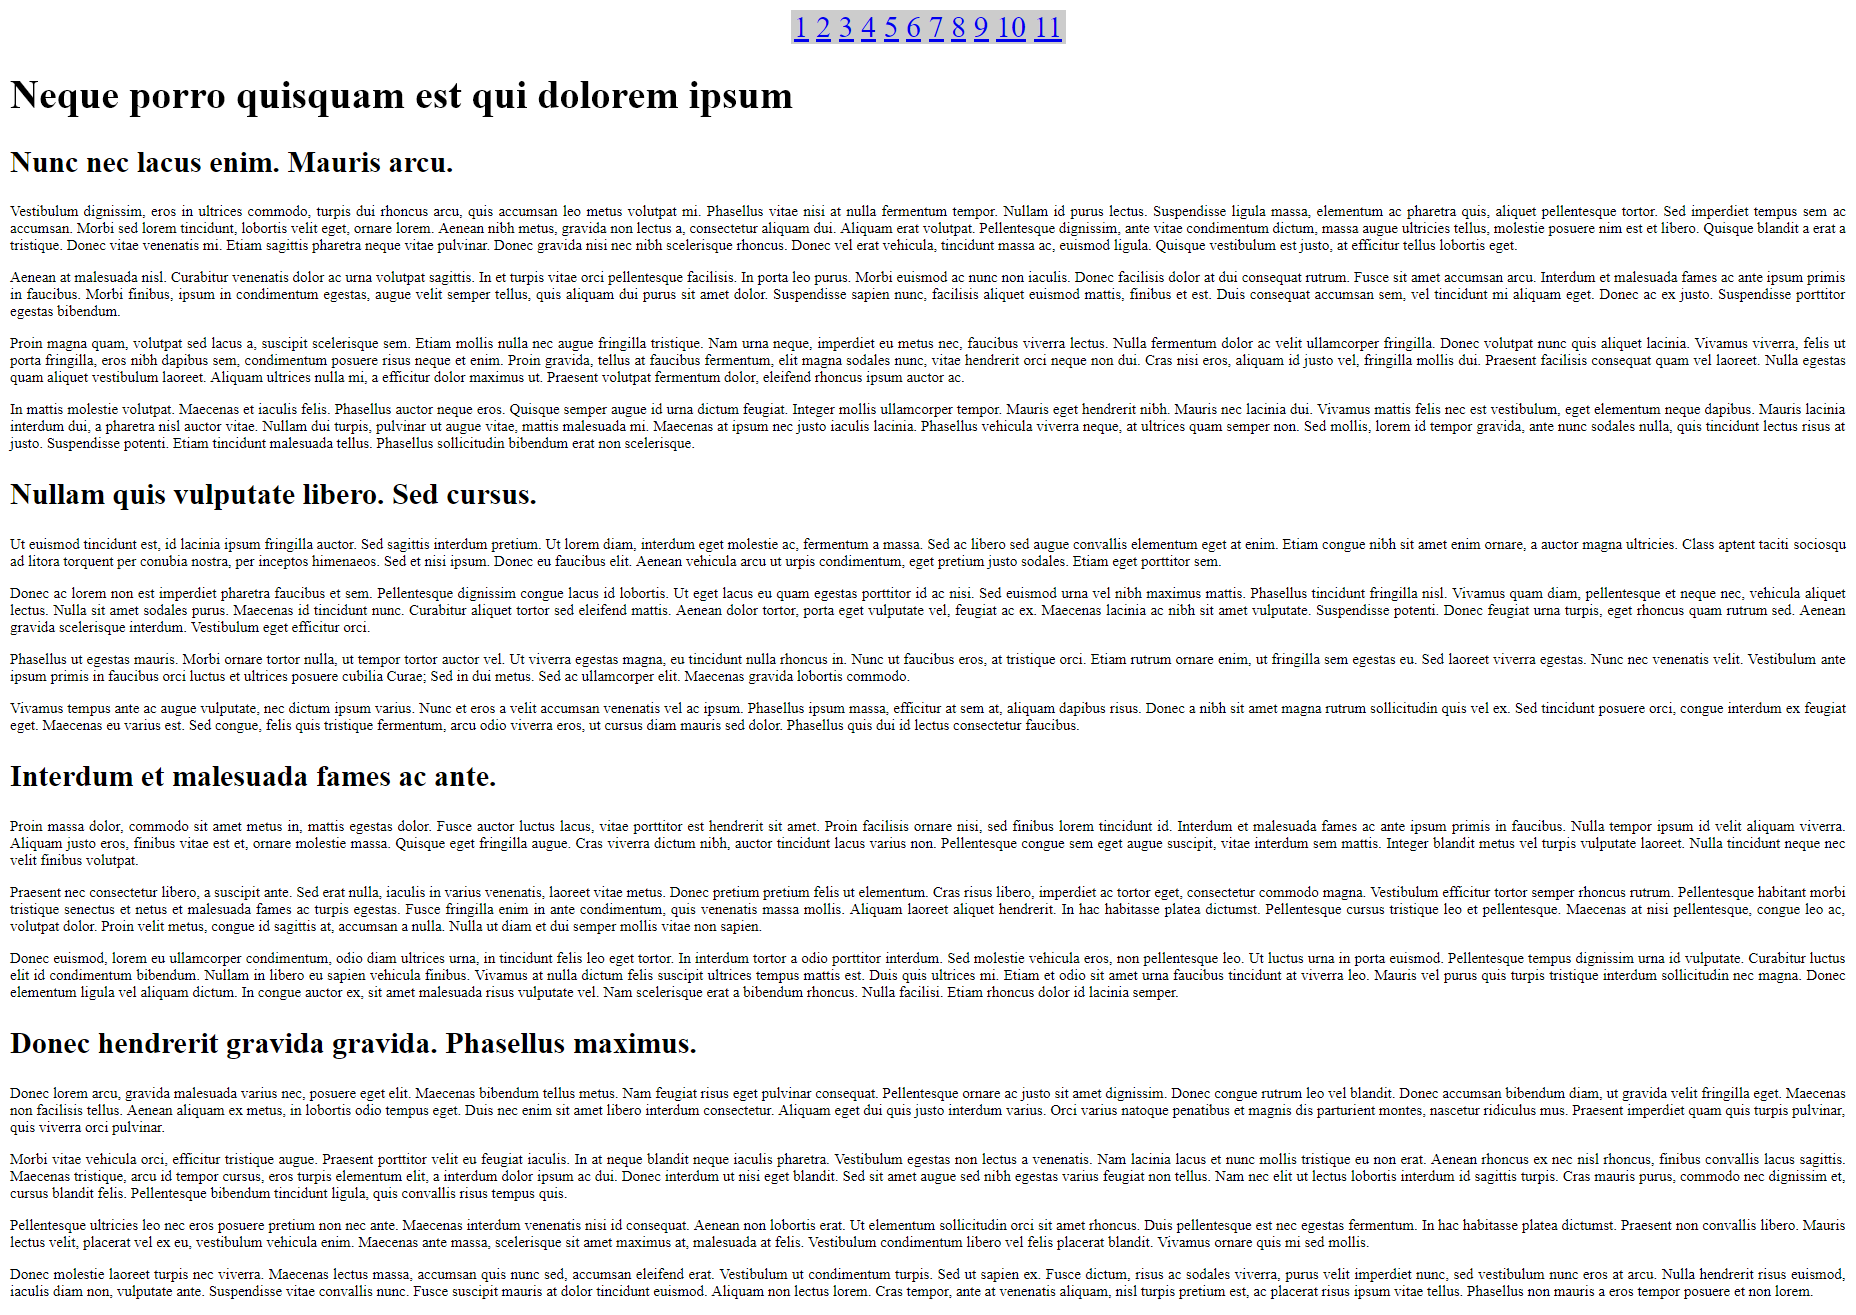 1 2 3 4 5 6 7 8 9 10 11
Neque porro quisquam est qui dolorem ipsum
Nunc nec lacus enim. Mauris arcu.
Vestibulum dignissim, eros in ultrices commodo, turpis dui rhoncus arcu, quis accumsan leo metus volutpat mi. Phasellus vitae nisi at nulla fermentum tempor. Nullam id purus lectus. Suspendisse ligula massa, elementum ac pharetra quis, aliquet pellentesque tortor. Sed imperdiet tempus sem ac
accumsan. Morbi sed lorem tincidunt, lobortis velit eget, ornare lorem. Aenean nibh metus, gravida non lectus a, consectetur aliquam dui. Aliquam erat volutpat. Pellentesque dignissim, ante vitae condimentum dictum, massa augue ultricies tellus, molestie posuere nim est et libero. Quisque blandit a erat a
tristique. Donec vitae venenatis mi. Etiam sagittis pharetra neque vitae pulvinar. Donec gravida nisi nec nibh scelerisque rhoncus. Donec vel erat vehicula, tincidunt massa ac, euismod ligula. Quisque vestibulum est justo, at efficitur tellus lobortis eget.
Aenean at malesuada nisl. Curabitur venenatis dolor ac urna volutpat sagittis. In et turpis vitae orci pellentesque facilisis. In porta leo purus. Morbi euismod ac nunc non iaculis. Donec facilisis dolor at dui consequat rutrum. Fusce sit amet accumsan arcu. Interdum et malesuada fames ac ante ipsum primis
in faucibus. Morbi finibus, ipsum in condimentum egestas, augue velit semper tellus, quis aliquam dui purus sit amet dolor. Suspendisse sapien nunc, facilisis aliquet euismod mattis, finibus et est. Duis consequat accumsan sem, vel tincidunt mi aliquam eget. Donec ac ex justo. Suspendisse porttitor
egestas bibendum.
Proin magna quam, volutpat sed lacus a, suscipit scelerisque sem. Etiam mollis nulla nec augue fringilla tristique. Nam urna neque, imperdiet eu metus nec, faucibus viverra lectus. Nulla fermentum dolor ac velit ullamcorper fringilla. Donec volutpat nunc quis aliquet lacinia. Vivamus viverra, felis ut
porta fringilla, eros nibh dapibus sem, condimentum posuere risus neque et enim. Proin gravida, tellus at faucibus fermentum, elit magna sodales nunc, vitae hendrerit orci neque non dui. Cras nisi eros, aliquam id justo vel, fringilla mollis dui. Praesent facilisis consequat quam vel laoreet. Nulla egestas
quam aliquet vestibulum laoreet. Aliquam ultrices nulla mi, a efficitur dolor maximus ut. Praesent volutpat fermentum dolor, eleifend rhoncus ipsum auctor ac.
In mattis molestie volutpat. Maecenas et iaculis felis. Phasellus auctor neque eros. Quisque semper augue id urna dictum feugiat. Integer mollis ullamcorper tempor. Mauris eget hendrerit nibh. Mauris nec lacinia dui. Vivamus mattis felis nec est vestibulum, eget elementum neque dapibus. Mauris lacinia
interdum dui, a pharetra nisl auctor vitae. Nullam dui turpis, pulvinar ut augue vitae, mattis malesuada mi. Maecenas at ipsum nec justo iaculis lacinia. Phasellus vehicula viverra neque, at ultrices quam semper non. Sed mollis, lorem id tempor gravida, ante nunc sodales nulla, quis tincidunt lectus risus at
justo. Suspendisse potenti. Etiam tincidunt malesuada tellus. Phasellus sollicitudin bibendum erat non scelerisque.
Nullam quis vulputate libero. Sed cursus.
Ut euismod tincidunt est, id lacinia ipsum fringilla auctor. Sed sagittis interdum pretium. Ut lorem diam, interdum eget molestie ac, fermentum a massa. Sed ac libero sed augue convallis elementum eget at enim. Etiam congue nibh sit amet enim ornare, a auctor magna ultricies. Class aptent taciti sociosqu
ad litora torquent per conubia nostra, per inceptos himenaeos. Sed et nisi ipsum. Donec eu faucibus elit. Aenean vehicula arcu ut urpis condimentum, eget pretium justo sodales. Etiam eget porttitor sem.
Donec ac lorem non est imperdiet pharetra faucibus et sem. Pellentesque dignissim congue lacus id lobortis. Ut eget lacus eu quam egestas porttitor id ac nisi. Sed euismod urna vel nibh maximus mattis. Phasellus tincidunt fringilla nisl. Vivamus quam diam, pellentesque et neque nec, vehicula aliquet
lectus. Nulla sit amet sodales purus. Maecenas id tincidunt nunc. Curabitur aliquet tortor sed eleifend mattis. Aenean dolor tortor, porta eget vulputate vel, feugiat ac ex. Maecenas lacinia ac nibh sit amet vulputate. Suspendisse potenti. Donec feugiat urna turpis, eget rhoncus quam rutrum sed. Aenean
gravida scelerisque interdum. Vestibulum eget efficitur orci.
Phasellus ut egestas mauris. Morbi ornare tortor nulla, ut tempor tortor auctor vel. Ut viverra egestas magna, eu tincidunt nulla rhoncus in. Nunc ut faucibus eros, at tristique orci. Etiam rutrum ornare enim, ut fringilla sem egestas eu. Sed laoreet viverra egestas. Nunc nec venenatis velit. Vestibulum ante
ipsum primis in faucibus orci luctus et ultrices posuere cubilia Curae; Sed in dui metus. Sed ac ullamcorper elit. Maecenas gravida lobortis commodo.
Vivamus tempus ante ac augue vulputate, nec dictum ipsum varius. Nunc et eros a velit accumsan venenatis vel ac ipsum. Phasellus ipsum massa, efficitur at sem at, aliquam dapibus risus. Donec a nibh sit amet magna rutrum sollicitudin quis vel ex. Sed tincidunt posuere orci, congue interdum ex feugiat
eget. Maecenas eu varius est. Sed congue, felis quis tristique fermentum, arcu odio viverra eros, ut cursus diam mauris sed dolor. Phasellus quis dui id lectus consectetur faucibus.
Interdum et malesuada fames ac ante.
Proin massa dolor, commodo sit amet metus in, mattis egestas dolor. Fusce auctor luctus lacus, vitae porttitor est hendrerit sit amet. Proin facilisis ornare nisi, sed finibus lorem tincidunt id. Interdum et malesuada fames ac ante ipsum primis in faucibus. Nulla tempor ipsum id velit aliquam viverra.
Aliquam justo eros, finibus vitae est et, ornare molestie massa. Quisque eget fringilla augue. Cras viverra dictum nibh, auctor tincidunt lacus varius non. Pellentesque congue sem eget augue suscipit, vitae interdum sem mattis. Integer blandit metus vel turpis vulputate laoreet. Nulla tincidunt neque nec
velit finibus volutpat.
Praesent nec consectetur libero, a suscipit ante. Sed erat nulla, iaculis in varius venenatis, laoreet vitae metus. Donec pretium pretium felis ut elementum. Cras risus libero, imperdiet ac tortor eget, consectetur commodo magna. Vestibulum efficitur tortor semper rhoncus rutrum. Pellentesque habitant morbi
tristique senectus et netus et malesuada fames ac turpis egestas. Fusce fringilla enim in ante condimentum, quis venenatis massa mollis. Aliquam laoreet aliquet hendrerit. In hac habitasse platea dictumst. Pellentesque cursus tristique leo et pellentesque. Maecenas at nisi pellentesque, congue leo ac,
volutpat dolor. Proin velit metus, congue id sagittis at, accumsan a nulla. Nulla ut diam et dui semper mollis vitae non sapien.
Donec euismod, lorem eu ullamcorper condimentum, odio diam ultrices urna, in tincidunt felis leo eget tortor. In interdum tortor a odio porttitor interdum. Sed molestie vehicula eros, non pellentesque leo. Ut luctus urna in porta euismod. Pellentesque tempus dignissim urna id vulputate. Curabitur luctus
elit id condimentum bibendum. Nullam in libero eu sapien vehicula finibus. Vivamus at nulla dictum felis suscipit ultrices tempus mattis est. Duis quis ultrices mi. Etiam et odio sit amet urna faucibus tincidunt at viverra leo. Mauris vel purus quis turpis tristique interdum sollicitudin nec magna. Donec
elementum ligula vel aliquam dictum. In congue auctor ex, sit amet malesuada risus vulputate vel. Nam scelerisque erat a bibendum rhoncus. Nulla facilisi. Etiam rhoncus dolor id lacinia semper.
Donec hendrerit gravida gravida. Phasellus maximus.
Donec lorem arcu, gravida malesuada varius nec, posuere eget elit. Maecenas bibendum tellus metus. Nam feugiat risus eget pulvinar consequat. Pellentesque ornare ac justo sit amet dignissim. Donec congue rutrum leo vel blandit. Donec accumsan bibendum diam, ut gravida velit fringilla eget. Maecenas
non facilisis tellus. Aenean aliquam ex metus, in lobortis odio tempus eget. Duis nec enim sit amet libero interdum consectetur. Aliquam eget dui quis justo interdum varius. Orci varius natoque penatibus et magnis dis parturient montes, nascetur ridiculus mus. Praesent imperdiet quam quis turpis pulvinar,
quis viverra orci pulvinar.
Morbi vitae vehicula orci, efficitur tristique augue. Praesent porttitor velit eu feugiat iaculis. In at neque blandit neque iaculis pharetra. Vestibulum egestas non lectus a venenatis. Nam lacinia lacus et nunc mollis tristique eu non erat. Aenean rhoncus ex nec nisl rhoncus, finibus convallis lacus sagittis.
Maecenas tristique, arcu id tempor cursus, eros turpis elementum elit, a interdum dolor ipsum ac dui. Donec interdum ut nisi eget blandit. Sed sit amet augue sed nibh egestas varius feugiat non tellus. Nam nec elit ut lectus lobortis interdum id sagittis turpis. Cras mauris purus, commodo nec dignissim et,
cursus blandit felis. Pellentesque bibendum tincidunt ligula, quis convallis risus tempus quis.
Pellentesque ultricies leo nec eros posuere pretium non nec ante. Maecenas interdum venenatis nisi id consequat. Aenean non lobortis erat. Ut elementum sollicitudin orci sit amet rhoncus. Duis pellentesque est nec egestas fermentum. In hac habitasse platea dictumst. Praesent non convallis libero. Mauris
lectus velit, placerat vel ex eu, vestibulum vehicula enim. Maecenas ante massa, scelerisque sit amet maximus at, malesuada at felis. Vestibulum condimentum libero vel felis placerat blandit. Vivamus ornare quis mi sed mollis.
Donec molestie laoreet turpis nec viverra. Maecenas lectus massa, accumsan quis nunc sed, accumsan eleifend erat. Vestibulum ut condimentum turpis. Sed ut sapien ex. Fusce dictum, risus ac sodales viverra, purus velit imperdiet nunc, sed vestibulum nunc eros at arcu. Nulla hendrerit risus euismod,
iaculis diam non, vulputate ante. Suspendisse vitae convallis nunc. Fusce suscipit mauris at dolor tincidunt euismod. Aliquam non lectus lorem. Cras tempor, ante at venenatis aliquam, nisl turpis pretium est, ac placerat risus ipsum vitae tellus. Phasellus non mauris a eros tempor posuere et non lorem.